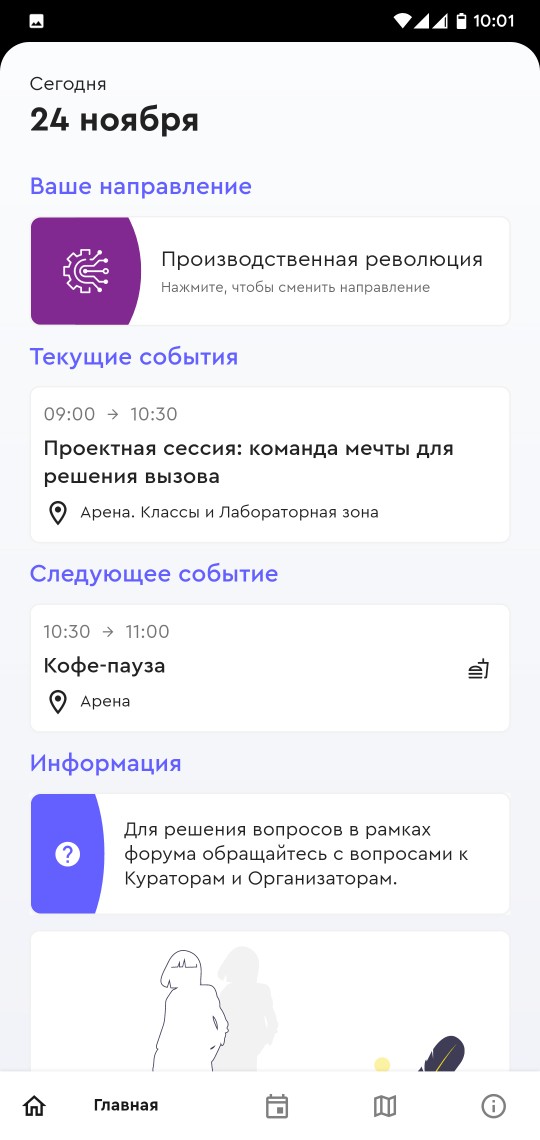 10:01
Сегодня
24 ноября
Ваше направление
Производственная революция
Нажмите, чтобы сменить направление
Текущие события
09:00 → 10:30
Проектная сессия: команда мечты для
решения вызова
Арена. Классы и Лабораторная зона
Следующее событие
10:30 → 11:00
Кофе-пауза
Арена
Информация
Для решения вопросов в рамках
форума обращайтесь с вопросами к
Кураторам и Организаторам.
Главная